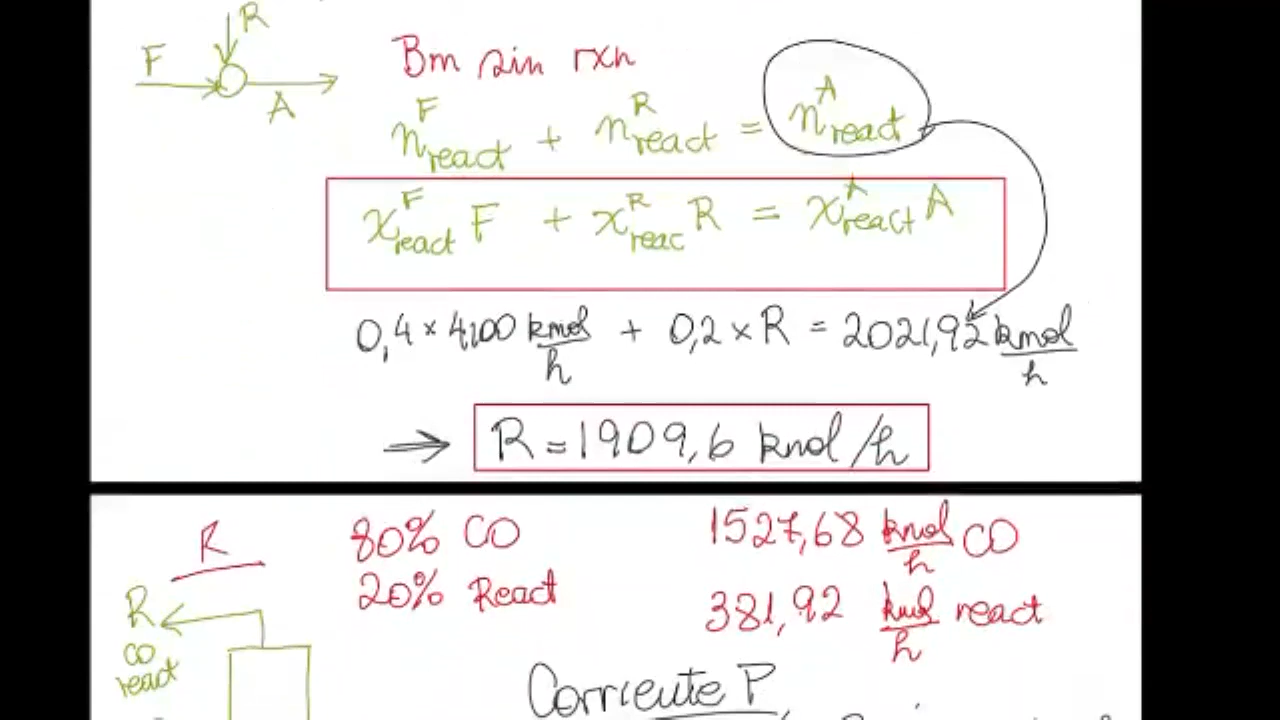 R
F
A
Bm sin rxn
n^F_react + n^R_react = n^A_react
x^F_react F + x^R_reac R = x^A_react A
0,4 × 4100 kmol/h + 0,2 × R = 2021,92 kmol/h
⇒ R = 1909,6 kmol/h
R
80% CO 1527,68 kmol/h CO
20% React 381,92 kmol/h react
R
CO
react
Corriente P